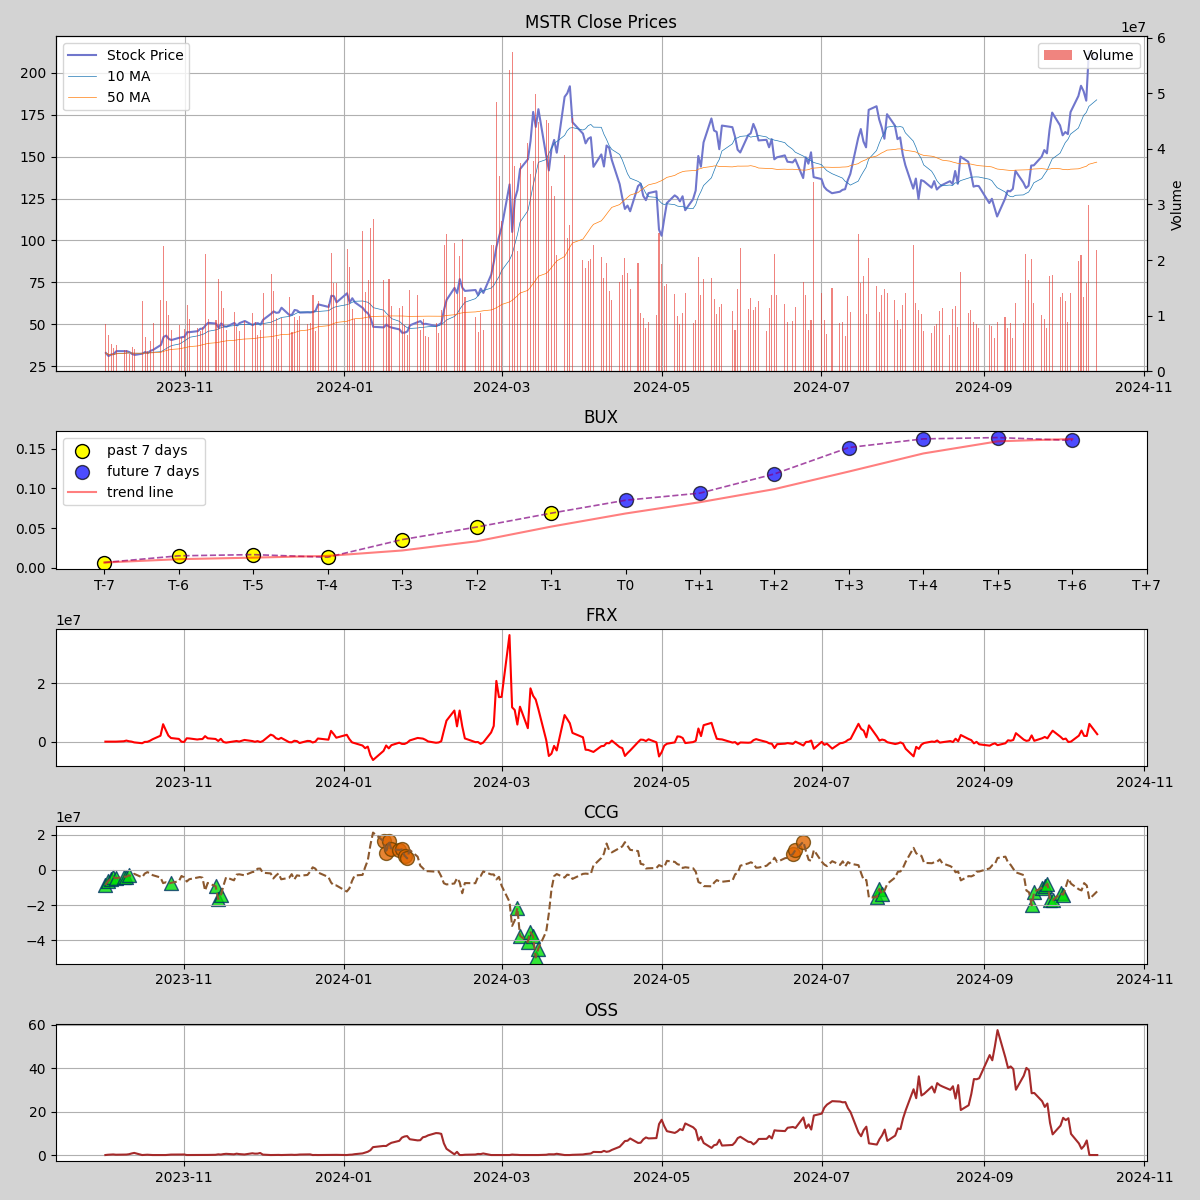 MSTR Close Prices
1e7
Stock Price
10 MA
50 MA
Volume
200
175
150
125
100
75
50
25
6
5
4
3
2
1
0
Volume
2023-11 2024-01 2024-03 2024-05 2024-07 2024-09 2024-11
BUX
past 7 days
future 7 days
trend line
0.15
0.10
0.05
0.00
T-7 T-6 T-5 T-4 T-3 T-2 T-1 T0 T+1 T+2 T+3 T+4 T+5 T+6 T+7
FRX
1e7
2
0
2023-11 2024-01 2024-03 2024-05 2024-07 2024-09 2024-11
CCG
1e7
2
0
−2
−4
2023-11 2024-01 2024-03 2024-05 2024-07 2024-09 2024-11
OSS
60
40
20
0
2023-11 2024-01 2024-03 2024-05 2024-07 2024-09 2024-11